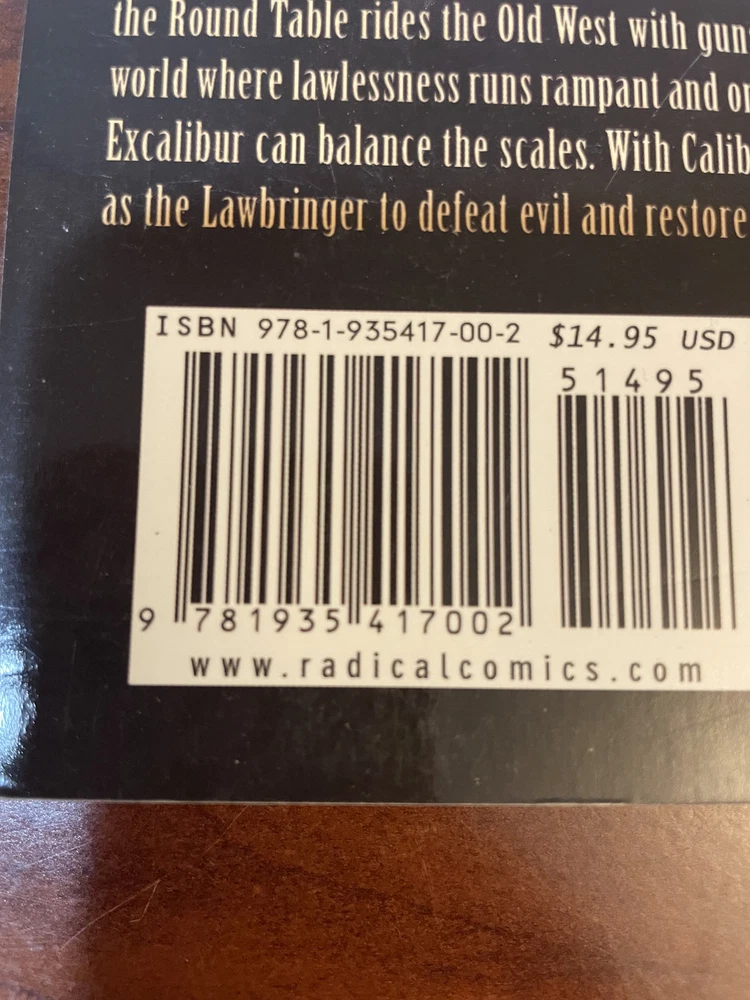 the Round Table rides the Old West with
world where lawlessness runs rampant and
Excalibur can balance the scales. With
as the Lawbringer to defeat evil and restore
ISBN 978-1-935417-00-2 $14.95 USD
51495
9 781935 417002
www.radicalcomics.com